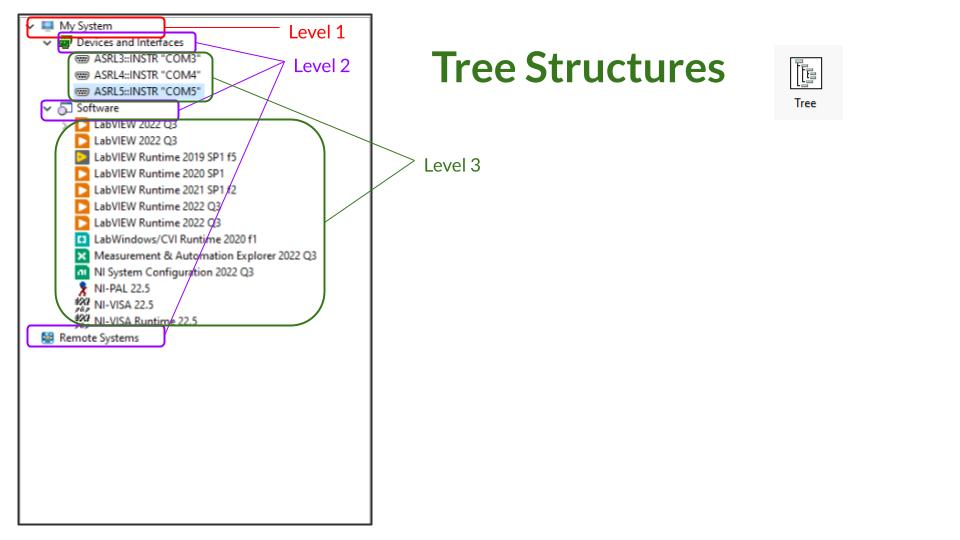 My System
Level 1
Devices and Interfaces
Level 2
ASRL3::INSTR "COM3"
ASRL4::INSTR "COM4"
ASRL5::INSTR "COM5"
Software
LabVIEW 2022 Q3
LabVIEW 2022 Q3
LabVIEW Runtime 2019 SP1 f5
LabVIEW Runtime 2020 SP1
LabVIEW Runtime 2021 SP1 f2
LabVIEW Runtime 2022 Q3
LabVIEW Runtime 2022 Q3
LabWindows/CVI Runtime 2020 f1
Measurement & Automation Explorer 2022 Q3
NI System Configuration 2022 Q3
NI-PAL 22.5
NI-VISA 22.5
NI-VISA Runtime 22.5
Remote Systems
Level 3
Tree Structures
Tree